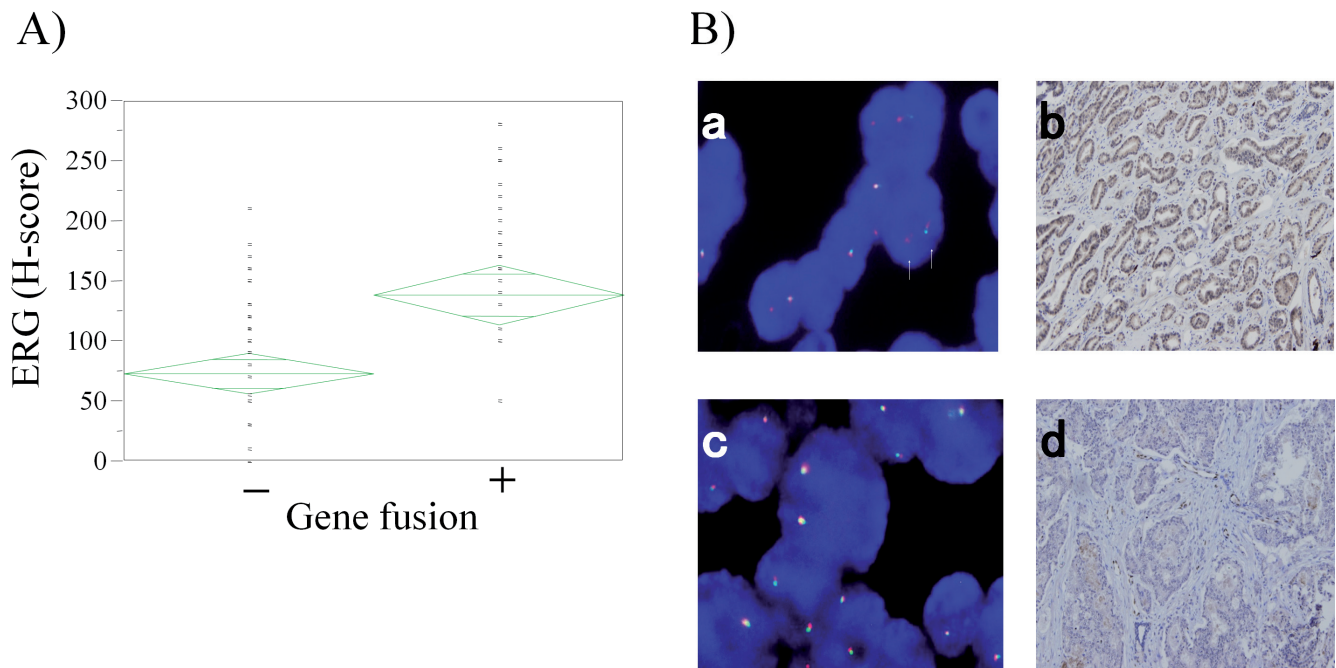 A)
300
250
200
150
100
50
0
ERG (H-score)
− +
Gene fusion
B)
a
b
c
d